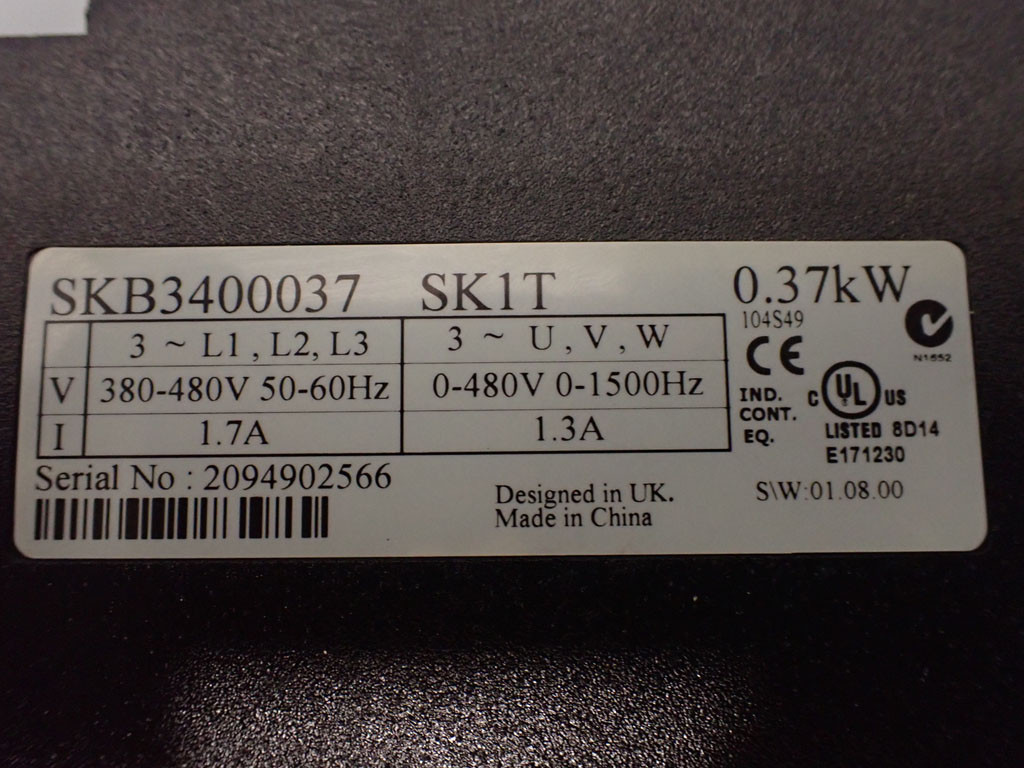 SKB3400037 SK1T 0.37kW
104S49
N1652
3 ~ L1 , L2, L3 3 ~ U , V , W
V 380-480V 50-60Hz 0-480V 0-1500Hz
I 1.7A 1.3A
CE
IND.
CONT.
EQ.
C UL US
LISTED 8D14
E171230
Serial No : 2094902566
Designed in UK.
Made in China
S\W:01.08.00